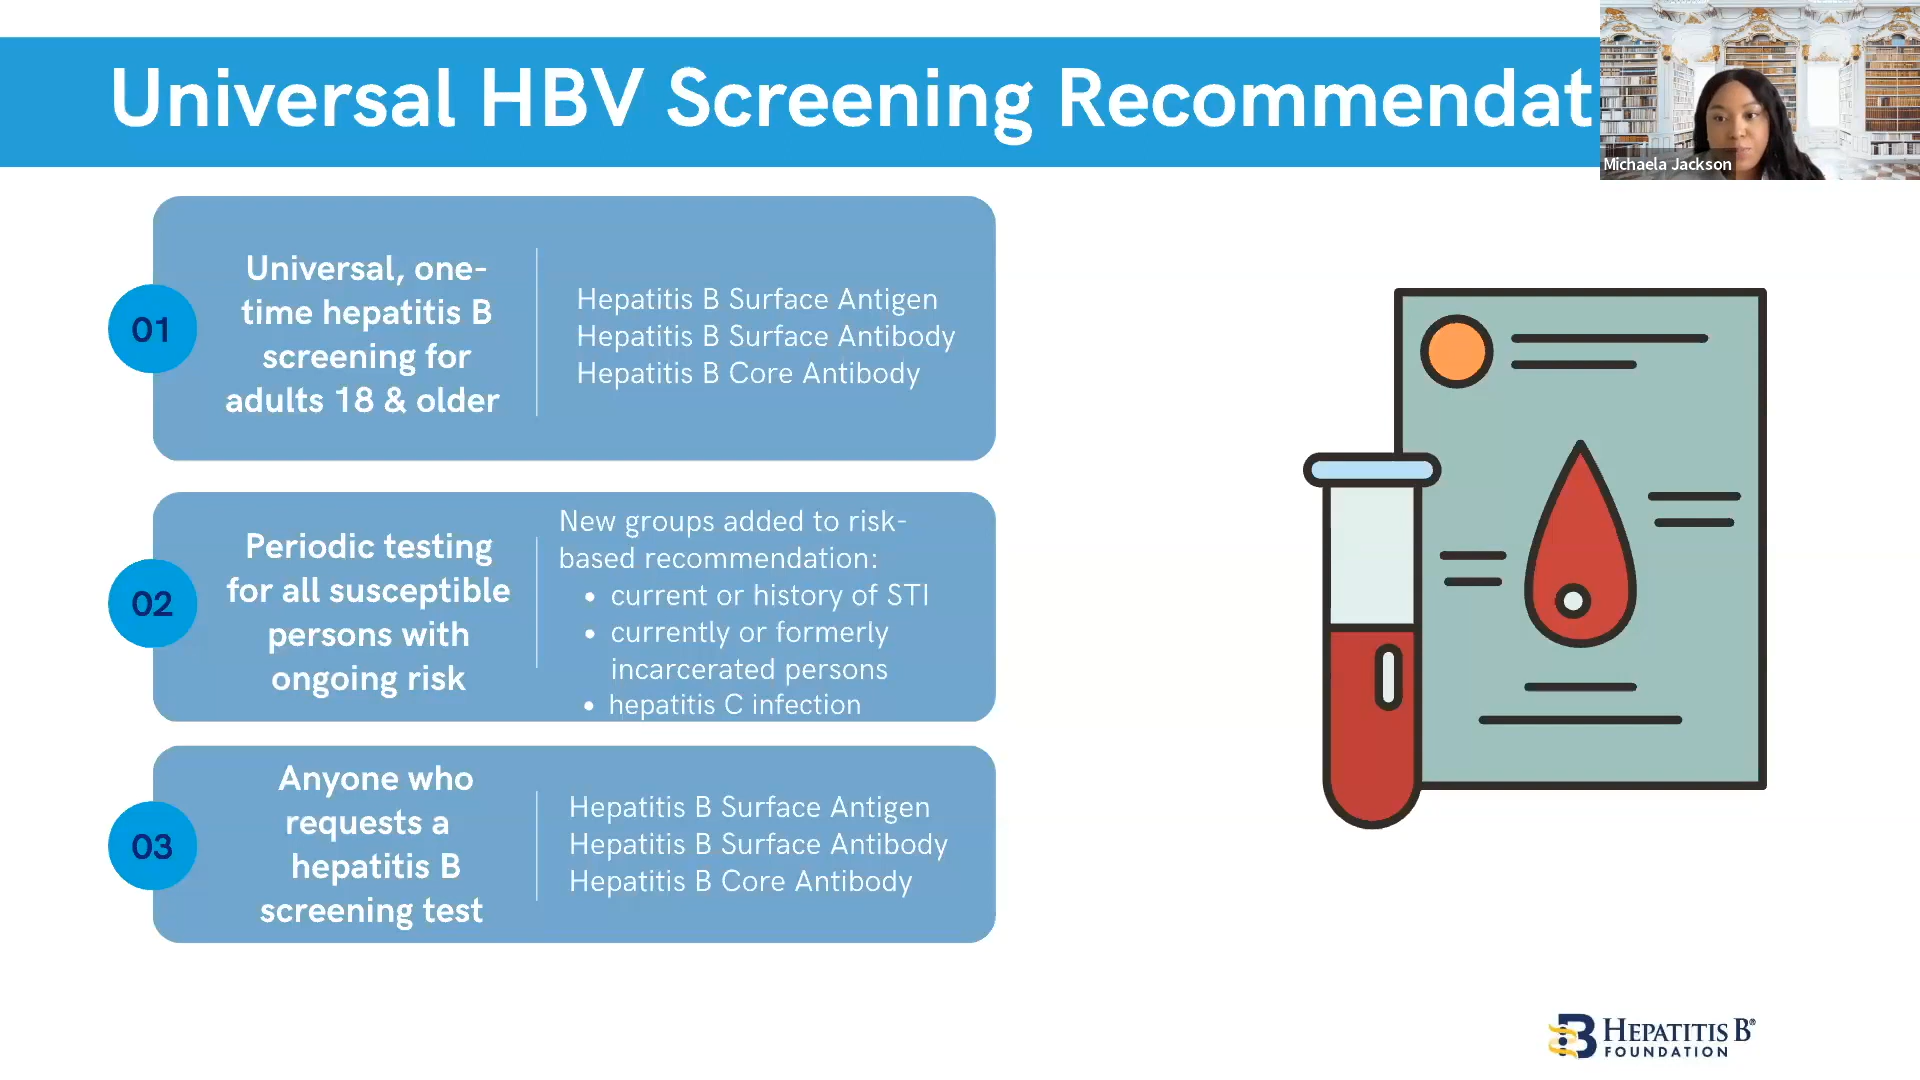 Universal HBV Screening Recommendat
Michaela Jackson
01
Universal, one-
time hepatitis B
screening for
adults 18 & older
Hepatitis B Surface Antigen
Hepatitis B Surface Antibody
Hepatitis B Core Antibody
02
Periodic testing
for all susceptible
persons with
ongoing risk
New groups added to risk-
based recommendation:
• current or history of STI
• currently or formerly
incarcerated persons
• hepatitis C infection
03
Anyone who
requests a
hepatitis B
screening test
Hepatitis B Surface Antigen
Hepatitis B Surface Antibody
Hepatitis B Core Antibody
HEPATITIS B®
FOUNDATION